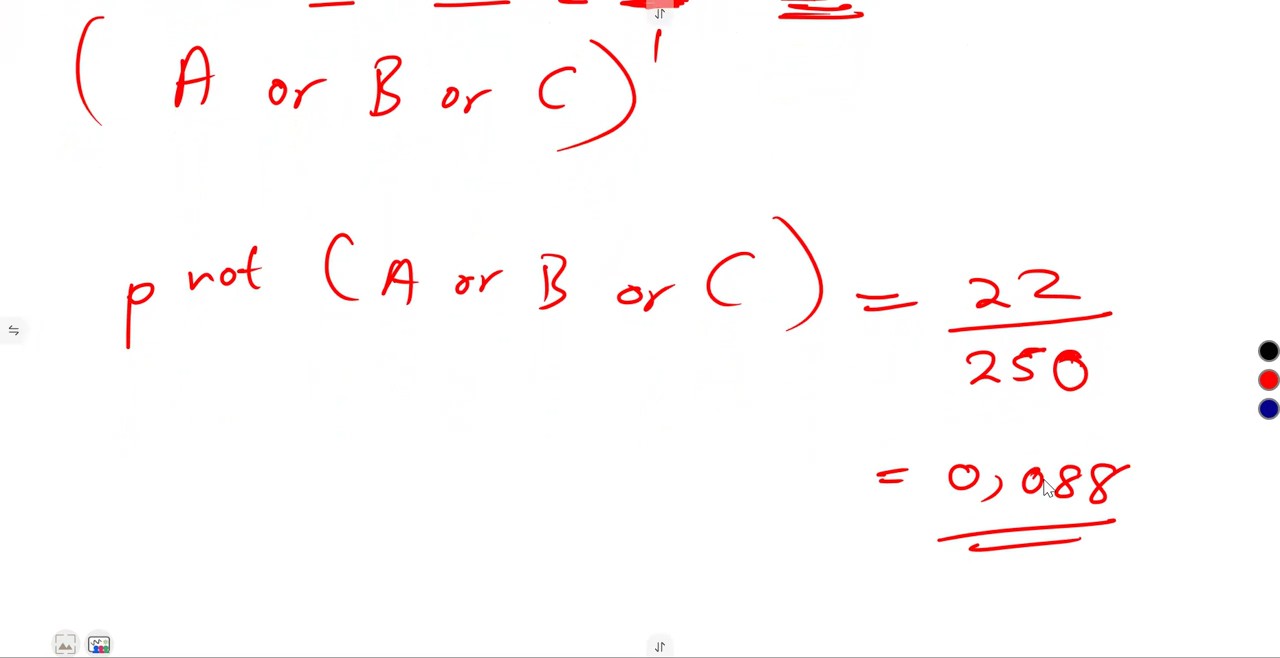 (A or B or C)'
p not (A or B or C) = 22/250
= 0,088